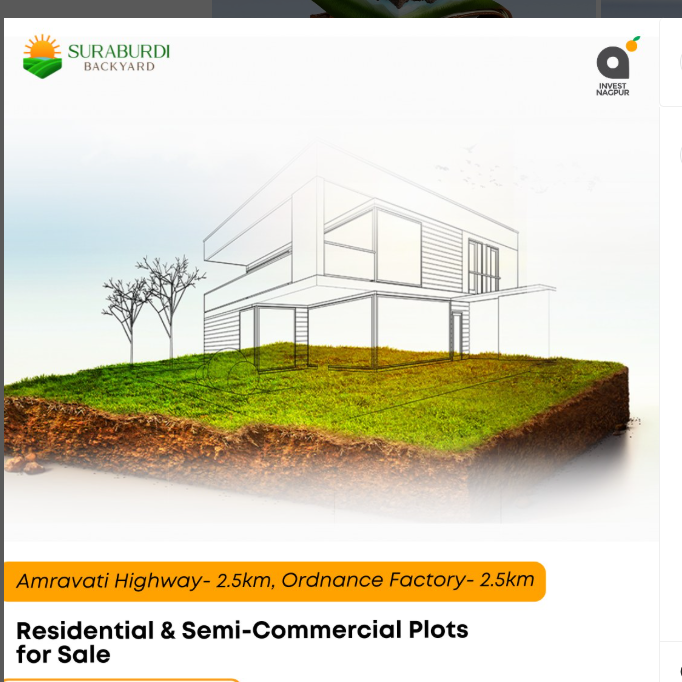 SURABURDI
BACKYARD
INVEST
NAGPUR
Amravati Highway- 2.5km, Ordnance Factory- 2.5km
Residential & Semi-Commercial Plots
for Sale